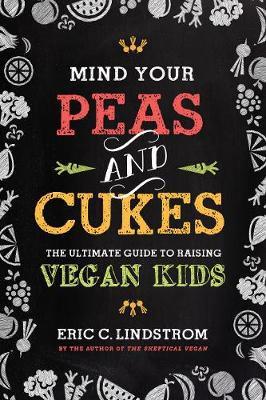 MIND YOUR
PEAS
AND
CUKES
THE ULTIMATE GUIDE TO RAISING
VEGAN KIDS
ERIC C. LINDSTROM
BY THE AUTHOR OF THE SKEPTICAL VEGAN